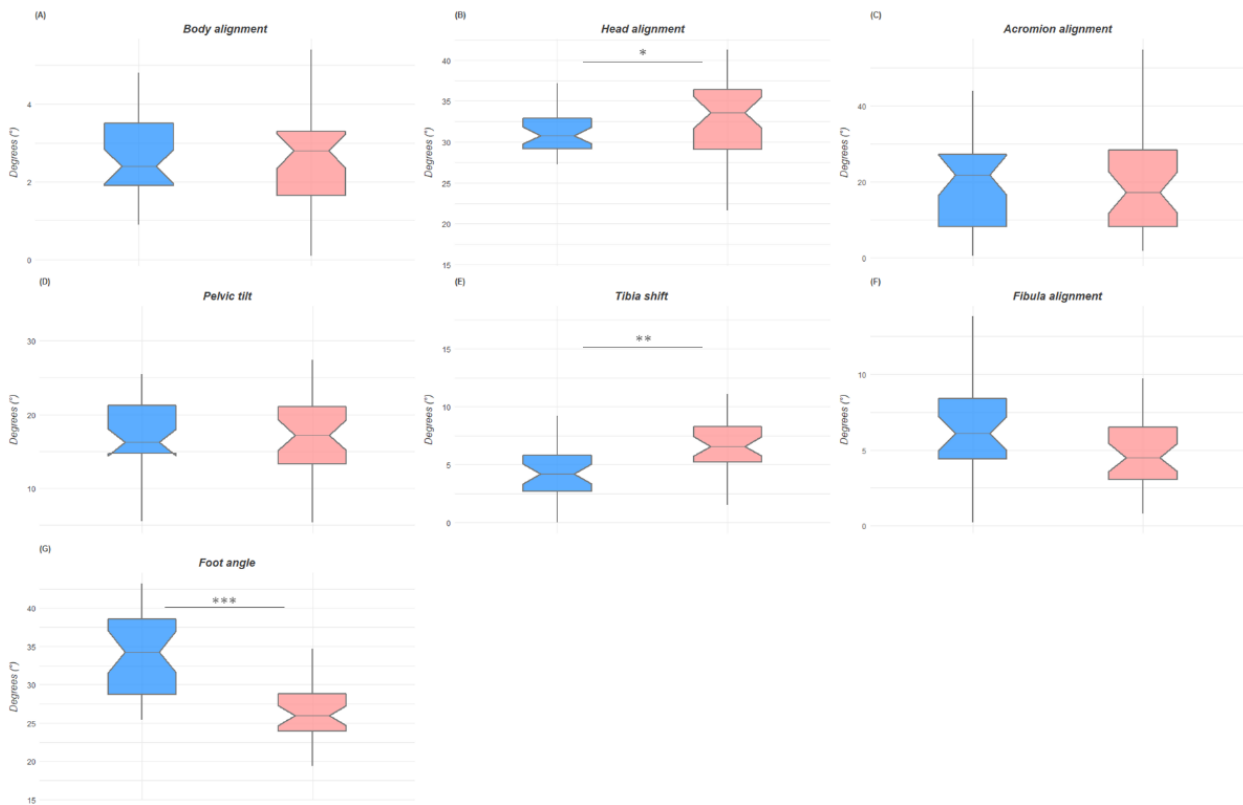 (A)
Body alignment
Degrees (°)
4
2
0
(B)
Head alignment
*
Degrees (°)
40
35
30
25
20
15
(C)
Acromion alignment
Degrees (°)
40
20
0
(D)
Pelvic tilt
Degrees (°)
30
20
10
(E)
Tibia shift
**
Degrees (°)
15
10
5
0
(F)
Fibula alignment
Degrees (°)
10
5
0
(G)
Foot angle
***
Degrees (°)
40
35
30
25
20
15